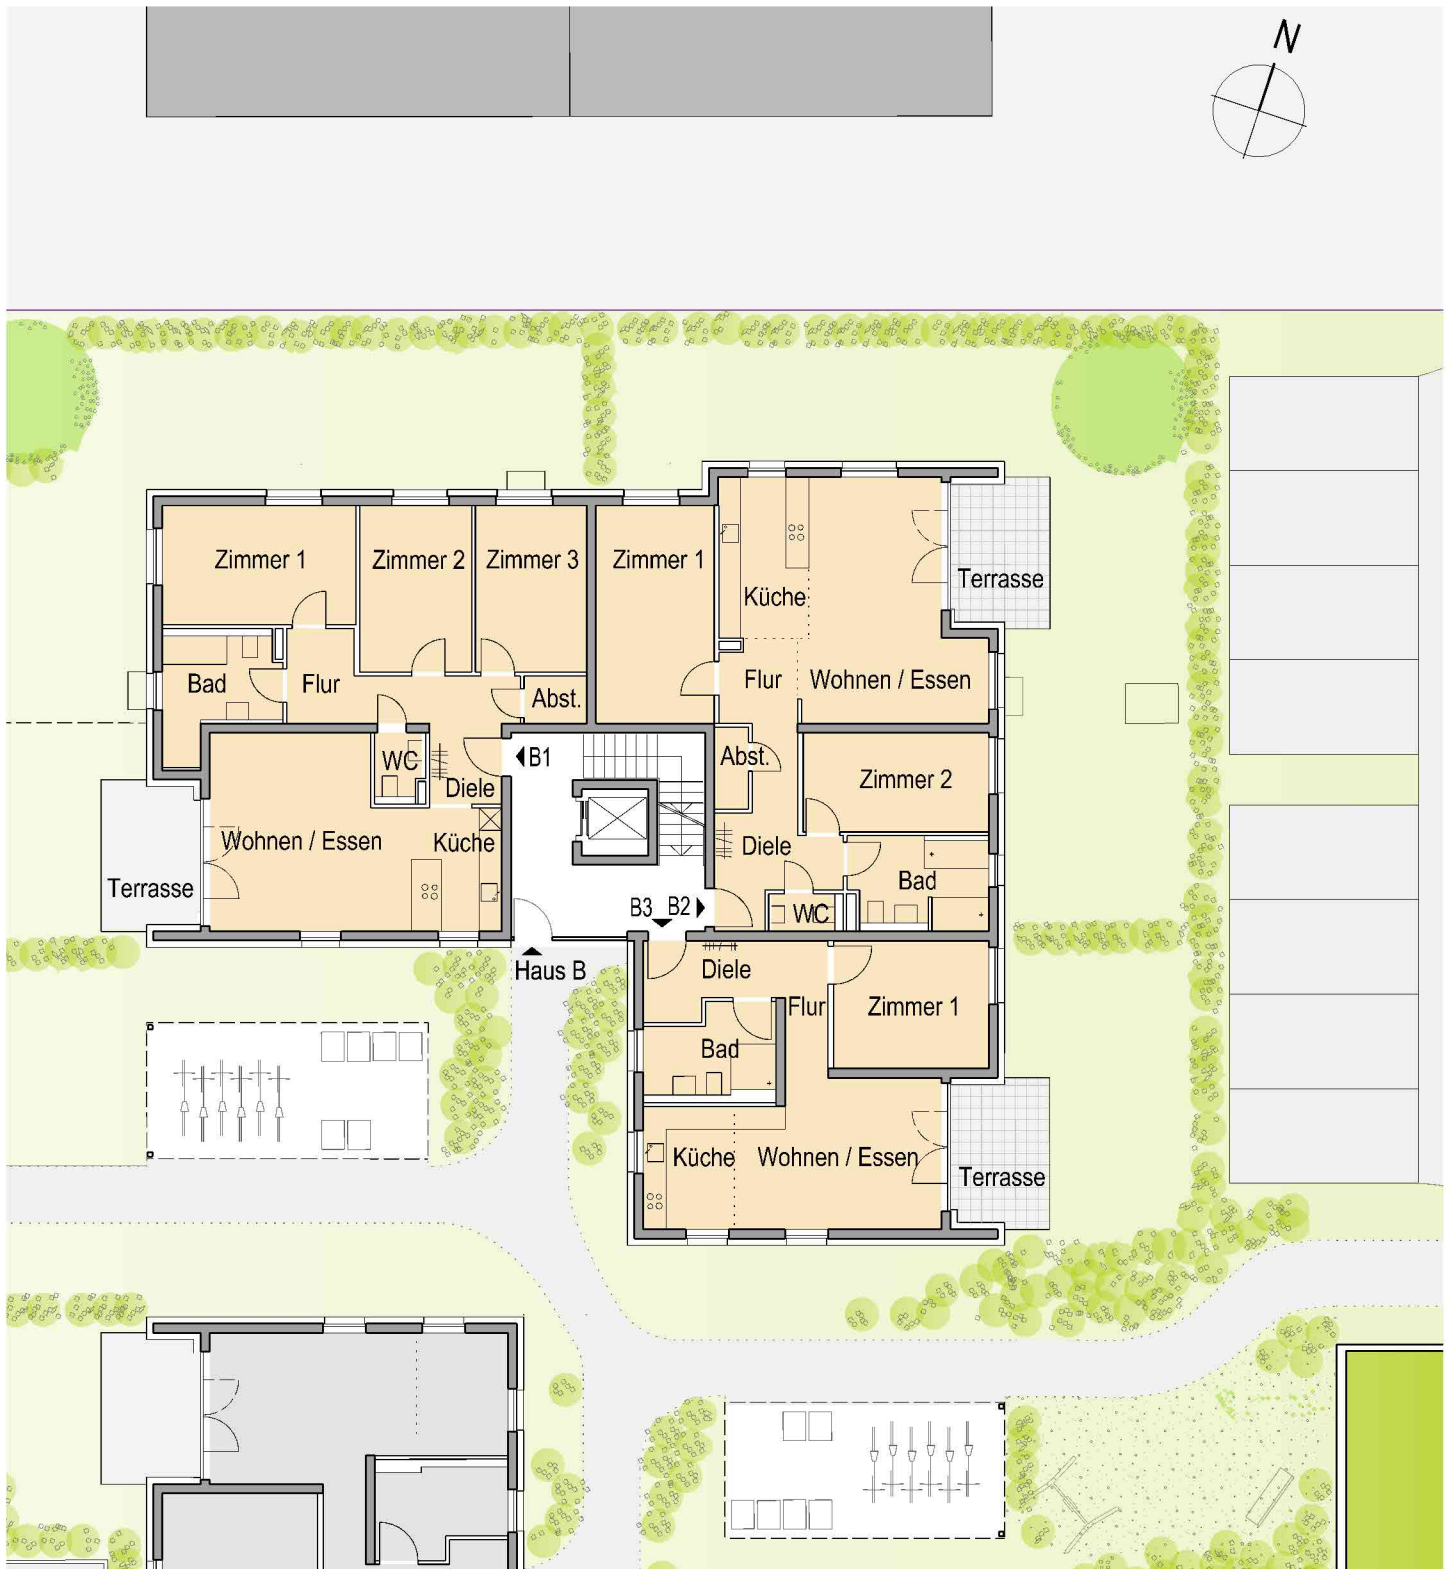 N
Zimmer 1
Zimmer 2
Zimmer 3
Zimmer 1
Küche
Terrasse
Bad
Flur
Abst.
Flur
Wohnen / Essen
WC
B1
Abst.
Diele
Zimmer 2
Wohnen / Essen
Küche
Diele
Terrasse
Bad
B3
B2
WC
Haus B
Diele
Flur
Zimmer 1
Bad
Küche
Wohnen / Essen
Terrasse